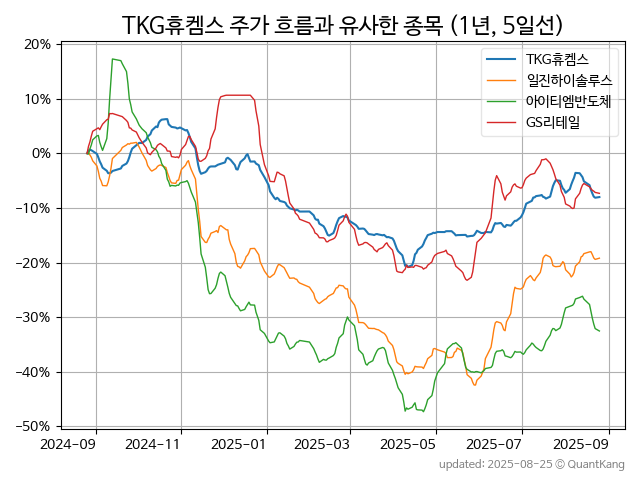 TKG휴켐스 주가 흐름과 유사한 종목 (1년, 5일선)
TKG휴켐스
일진하이솔루스
아이티엠반도체
GS리테일
20%
10%
0%
−10%
−20%
−30%
−40%
−50%
2024-09 2024-11 2025-01 2025-03 2025-05 2025-07 2025-09
updated: 2025-08-25 © QuantKang